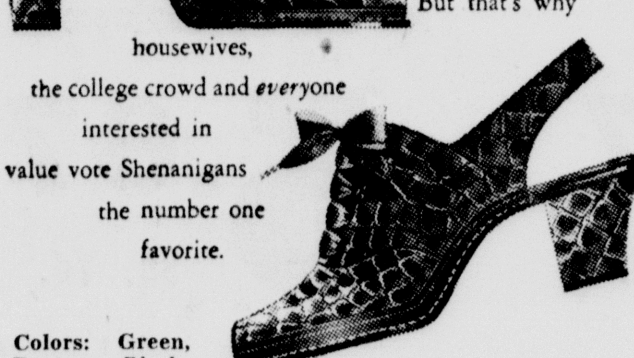 But that's why
housewives,
the college crowd and everyone
interested in
value vote Shenanigans
the number one
favorite.
Colors: Green,